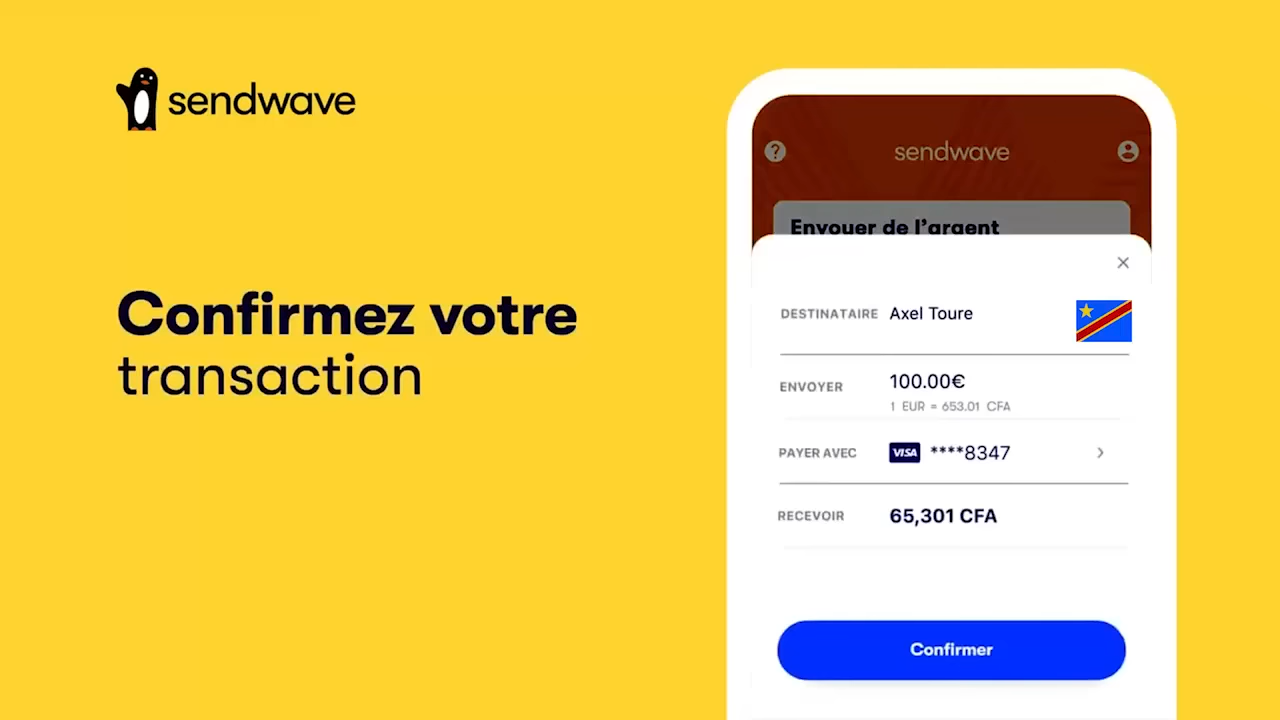 sendwave
Confirmez votre
transaction
?
sendwave
Envoyer de l'argent
DESTINATAIRE Axel Toure
ENVOYER 100.00€
1 EUR = 653.01 CFA
PAYER AVEC VISA ****8347
RECEVOIR 65,301 CFA
Confirmer